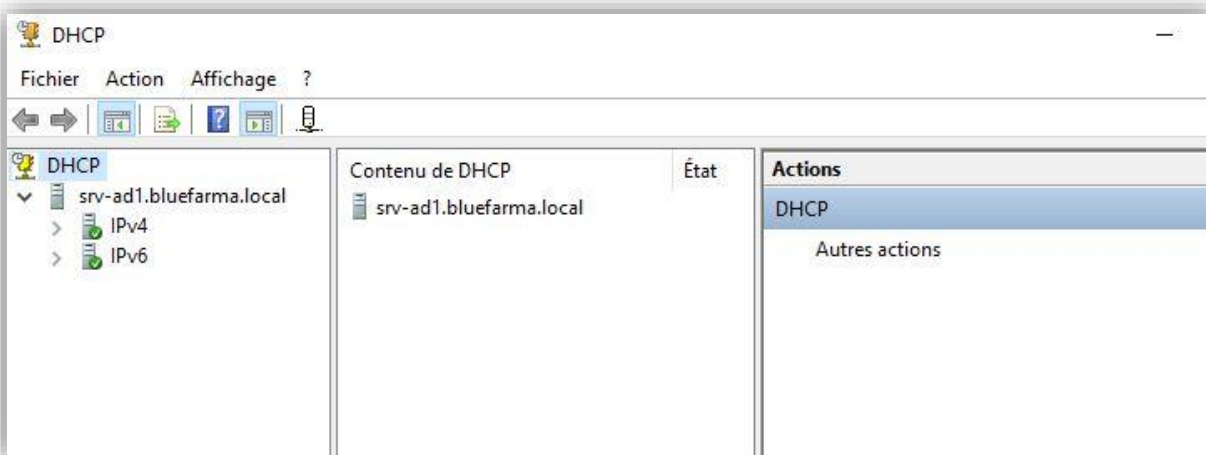 DHCP
Fichier Action Affichage ?
DHCP
srv-ad1.bluefarma.local
IPv4
IPv6
Contenu de DHCP État
srv-ad1.bluefarma.local
Actions
DHCP
Autres actions